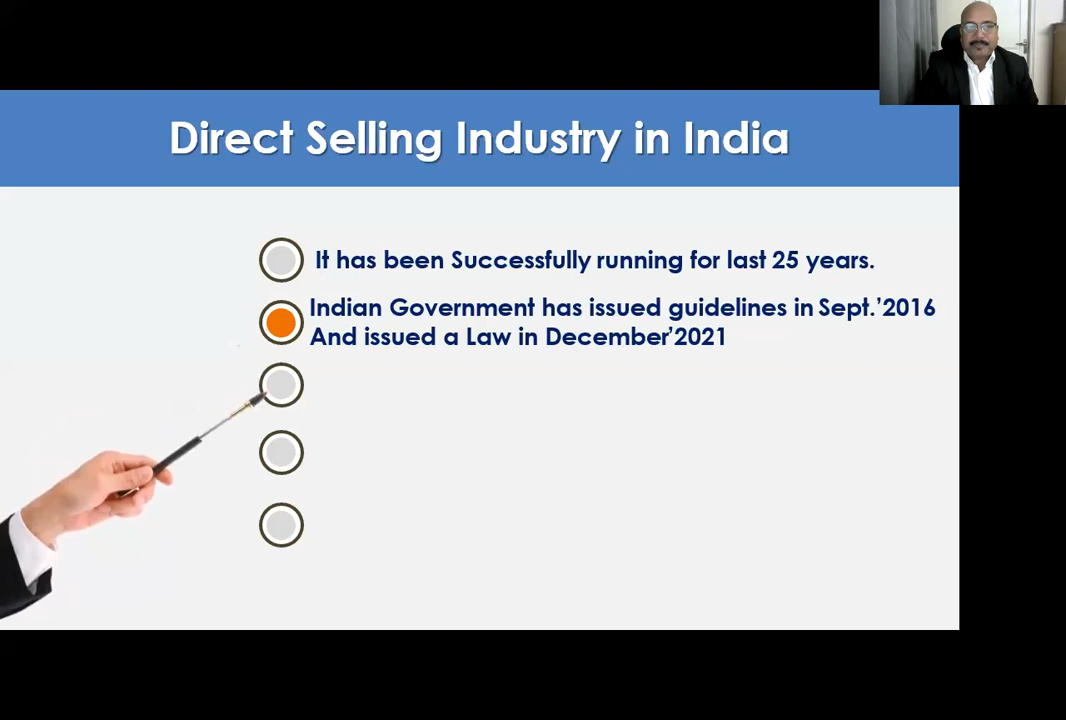 Direct Selling Industry in India
It has been Successfully running for last 25 years.
Indian Government has issued guidelines in Sept.’2016
And issued a Law in December’2021